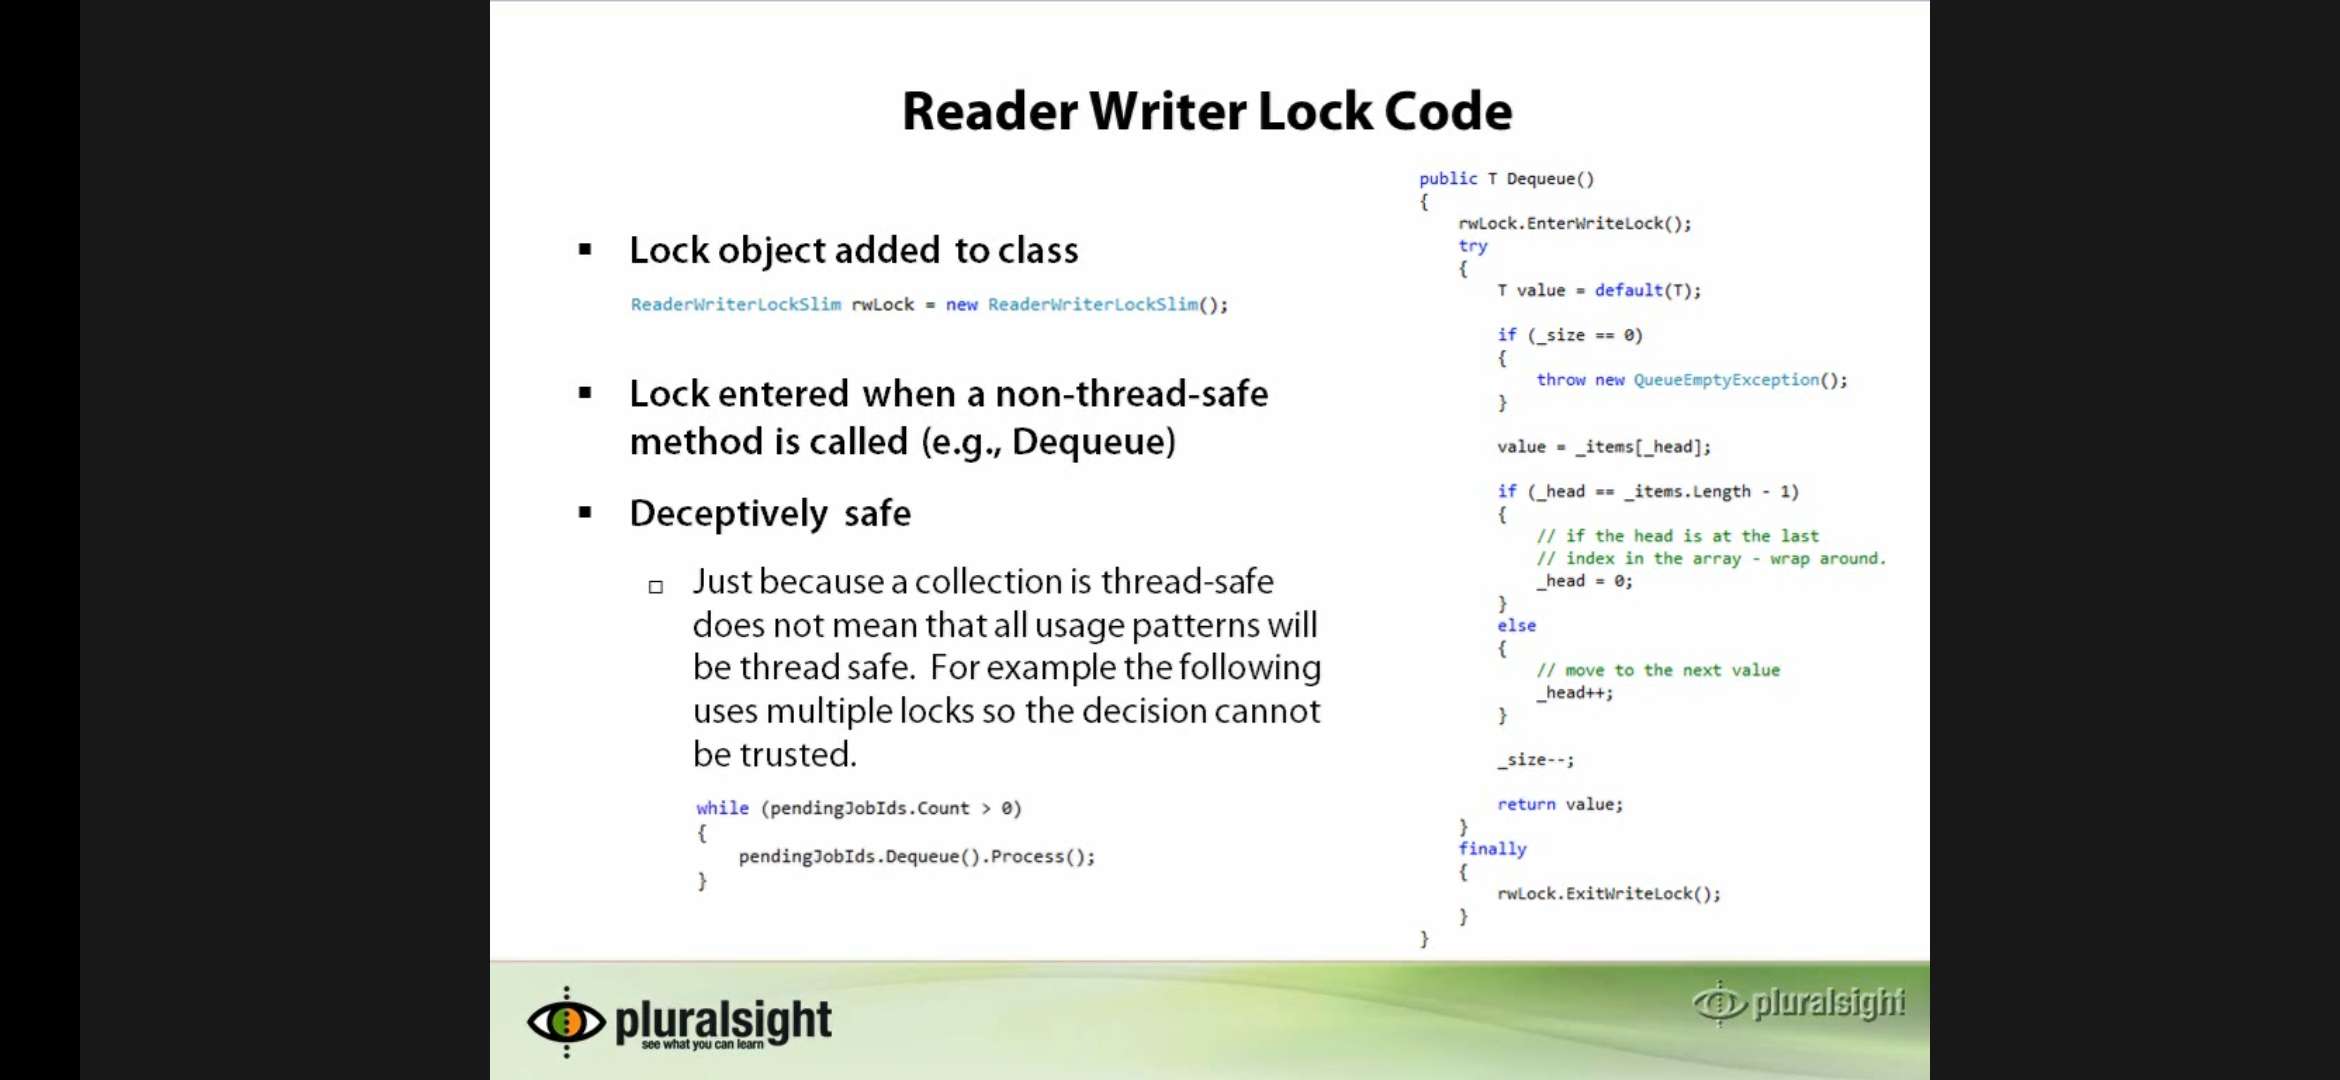 Reader Writer Lock Code
▪ Lock object added to class
ReaderWriterLockSlim rwLock = new ReaderWriterLockSlim();
▪ Lock entered when a non-thread-safe
method is called (e.g., Dequeue)
▪ Deceptively safe
□ Just because a collection is thread-safe
does not mean that all usage patterns will
be thread safe. For example the following
uses multiple locks so the decision cannot
be trusted.
while (pendingJobIds.Count > 0)
{
pendingJobIds.Dequeue().Process();
}
public T Dequeue()
{
rwLock.EnterWriteLock();
try
{
T value = default(T);
if (_size == 0)
{
throw new QueueEmptyException();
}
value = _items[_head];
if (_head == _items.Length - 1)
{
// if the head is at the last
// index in the array - wrap around.
_head = 0;
}
else
{
// move to the next value
_head++;
}
_size--;
return value;
}
finally
{
rwLock.ExitWriteLock();
}
}
pluralsight
see what you can learn
pluralsight